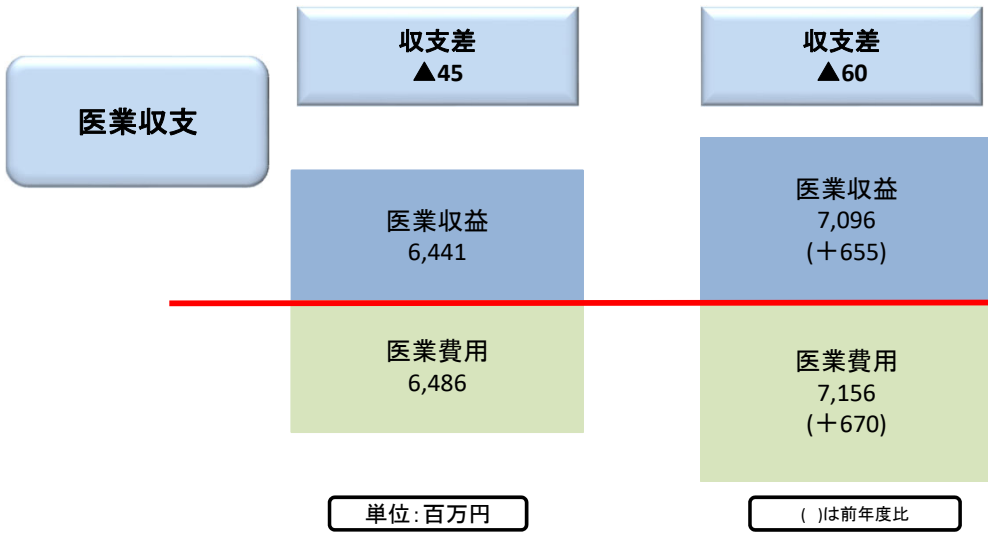 医業収支
収支差
▲45
収支差
▲60
医業収益
6,441
医業収益
7,096
(＋655)
医業費用
6,486
医業費用
7,156
(＋670)
単位：百万円
( )は前年度比